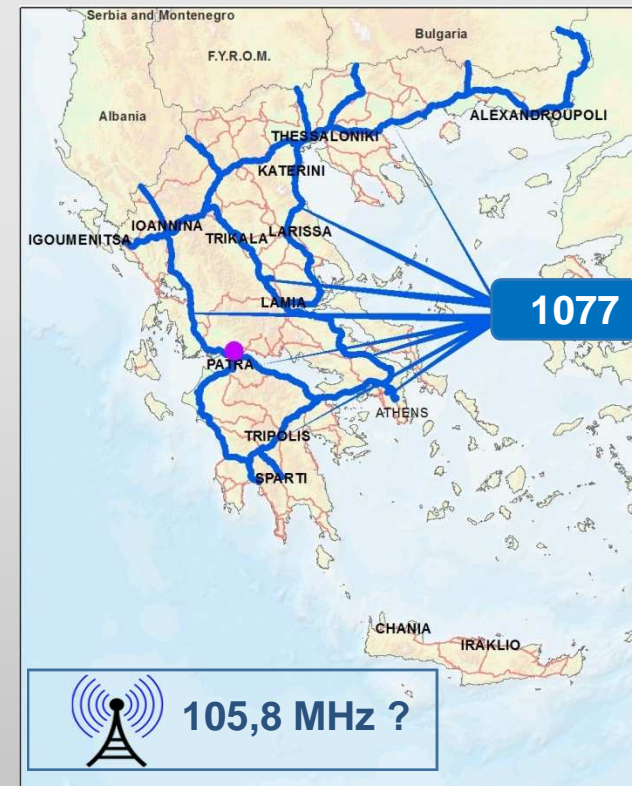 Serbia and Montenegro
Bulgaria
F.Y.R.O.M.
Albania
ALEXANDROUPOLI
THESSALONIKI
KATERINI
IOANNINA
IGOUMENITSA
TRIKALA
LARISSA
LAMIA
1077
PATRA
ATHENS
TRIPOLIS
SPARTI
CHANIA
IRAKLIO
105,8 MHz ?